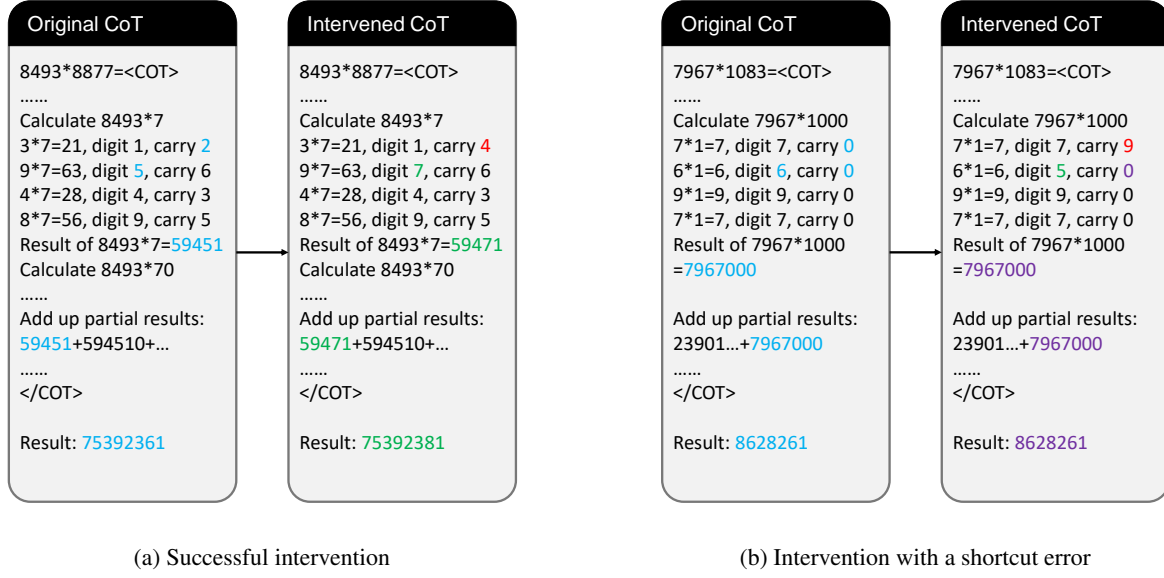 Original CoT
8493*8877=<COT>
……
Calculate 8493*7
3*7=21, digit 1, carry 2
9*7=63, digit 5, carry 6
4*7=28, digit 4, carry 3
8*7=56, digit 9, carry 5
Result of 8493*7=59451
Calculate 8493*70
……
Add up partial results:
59451+594510+…
……
</COT>
Result: 75392361
Intervened CoT
8493*8877=<COT>
……
Calculate 8493*7
3*7=21, digit 1, carry 4
9*7=63, digit 7, carry 6
4*7=28, digit 4, carry 3
8*7=56, digit 9, carry 5
Result of 8493*7=59471
Calculate 8493*70
……
Add up partial results:
59471+594510+…
……
</COT>
Result: 75392381
(a) Successful intervention
Original CoT
7967*1083=<COT>
……
Calculate 7967*1000
7*1=7, digit 7, carry 0
6*1=6, digit 6, carry 0
9*1=9, digit 9, carry 0
7*1=7, digit 7, carry 0
Result of 7967*1000
=7967000
Add up partial results:
23901…+7967000
……
</COT>
Result: 8628261
Intervened CoT
7967*1083=<COT>
……
Calculate 7967*1000
7*1=7, digit 7, carry 9
6*1=6, digit 5, carry 0
9*1=9, digit 9, carry 0
7*1=7, digit 7, carry 0
Result of 7967*1000
=7967000
Add up partial results:
23901…+7967000
……
</COT>
Result: 8628261
(b) Intervention with a shortcut error